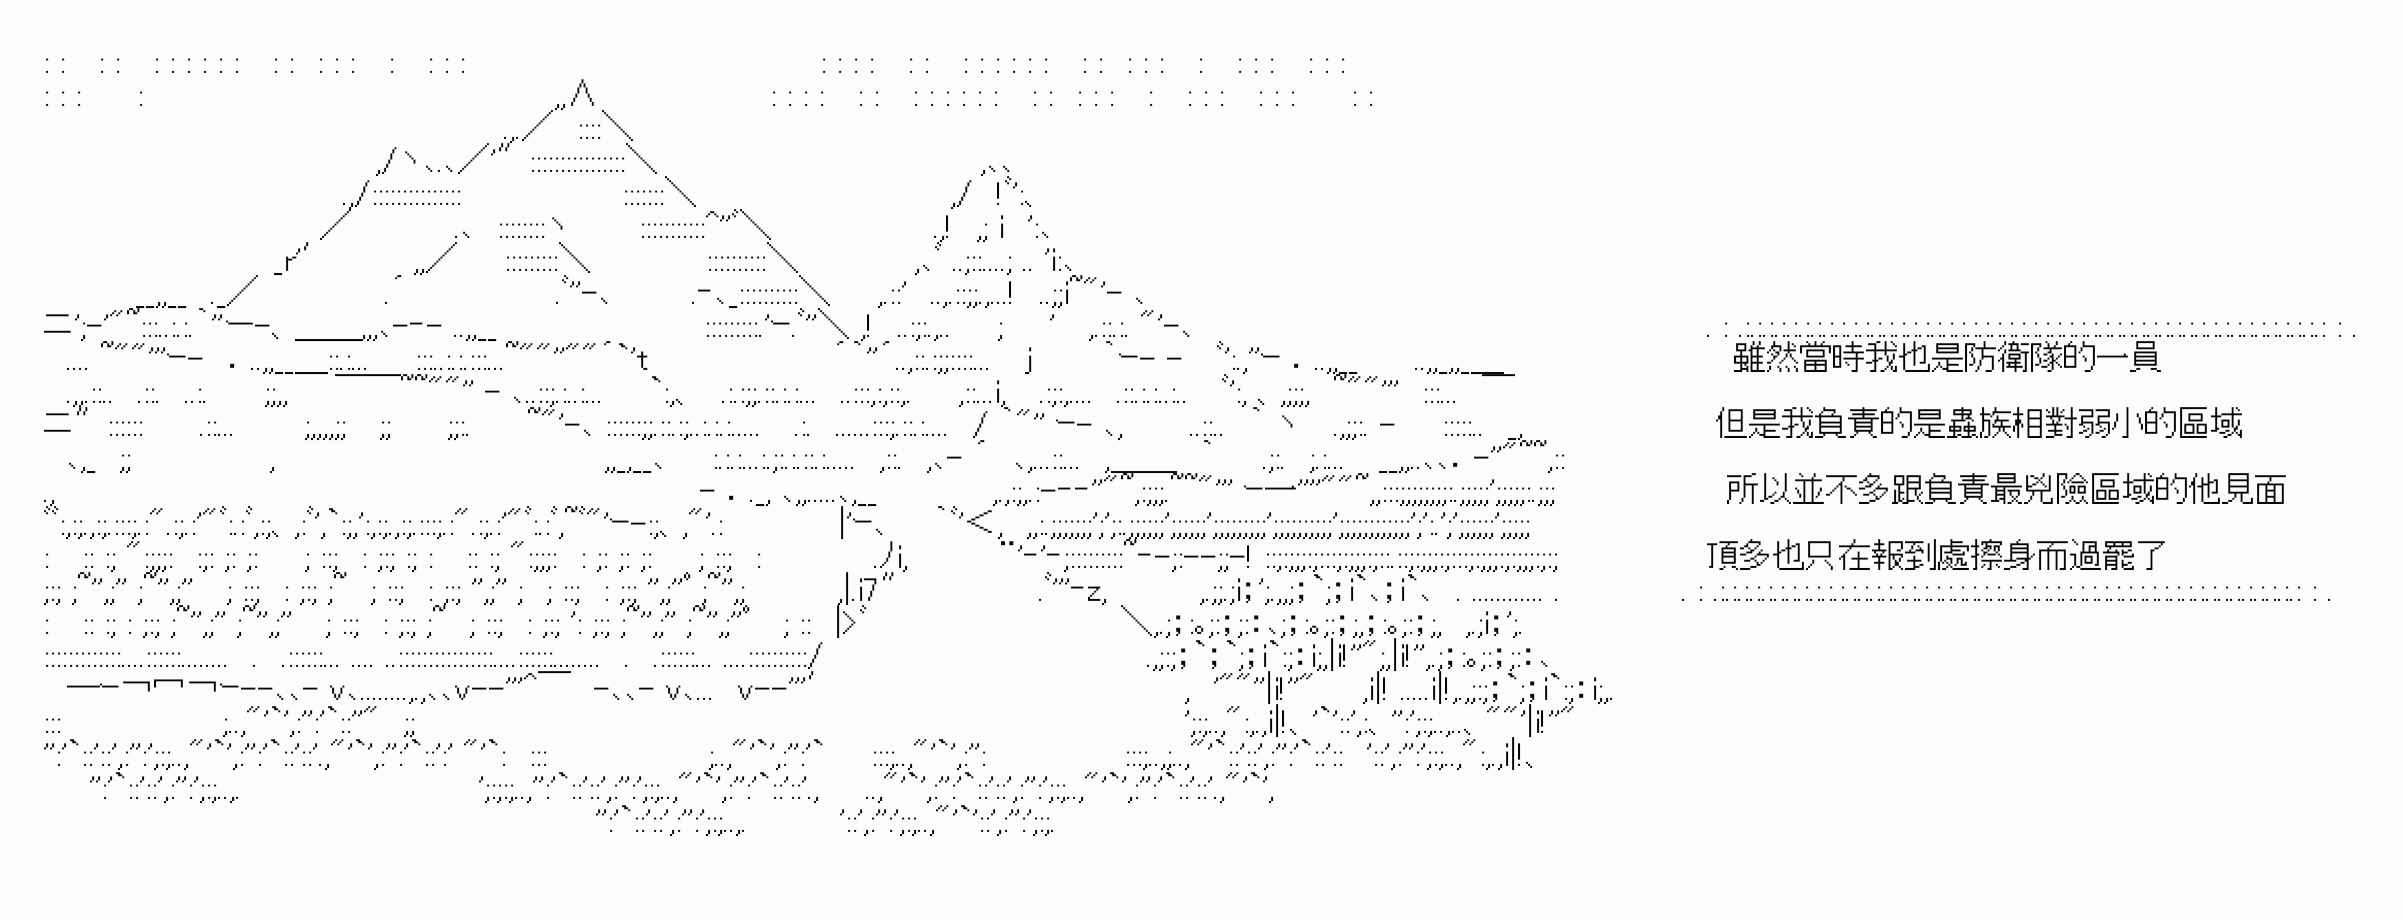 雖然當時我也是防衛隊的一員
但是我負責的是蟲族相對弱小的區域
所以並不多跟負責最兇險區域的他見面
頂多也只在報到處擦身而過罷了